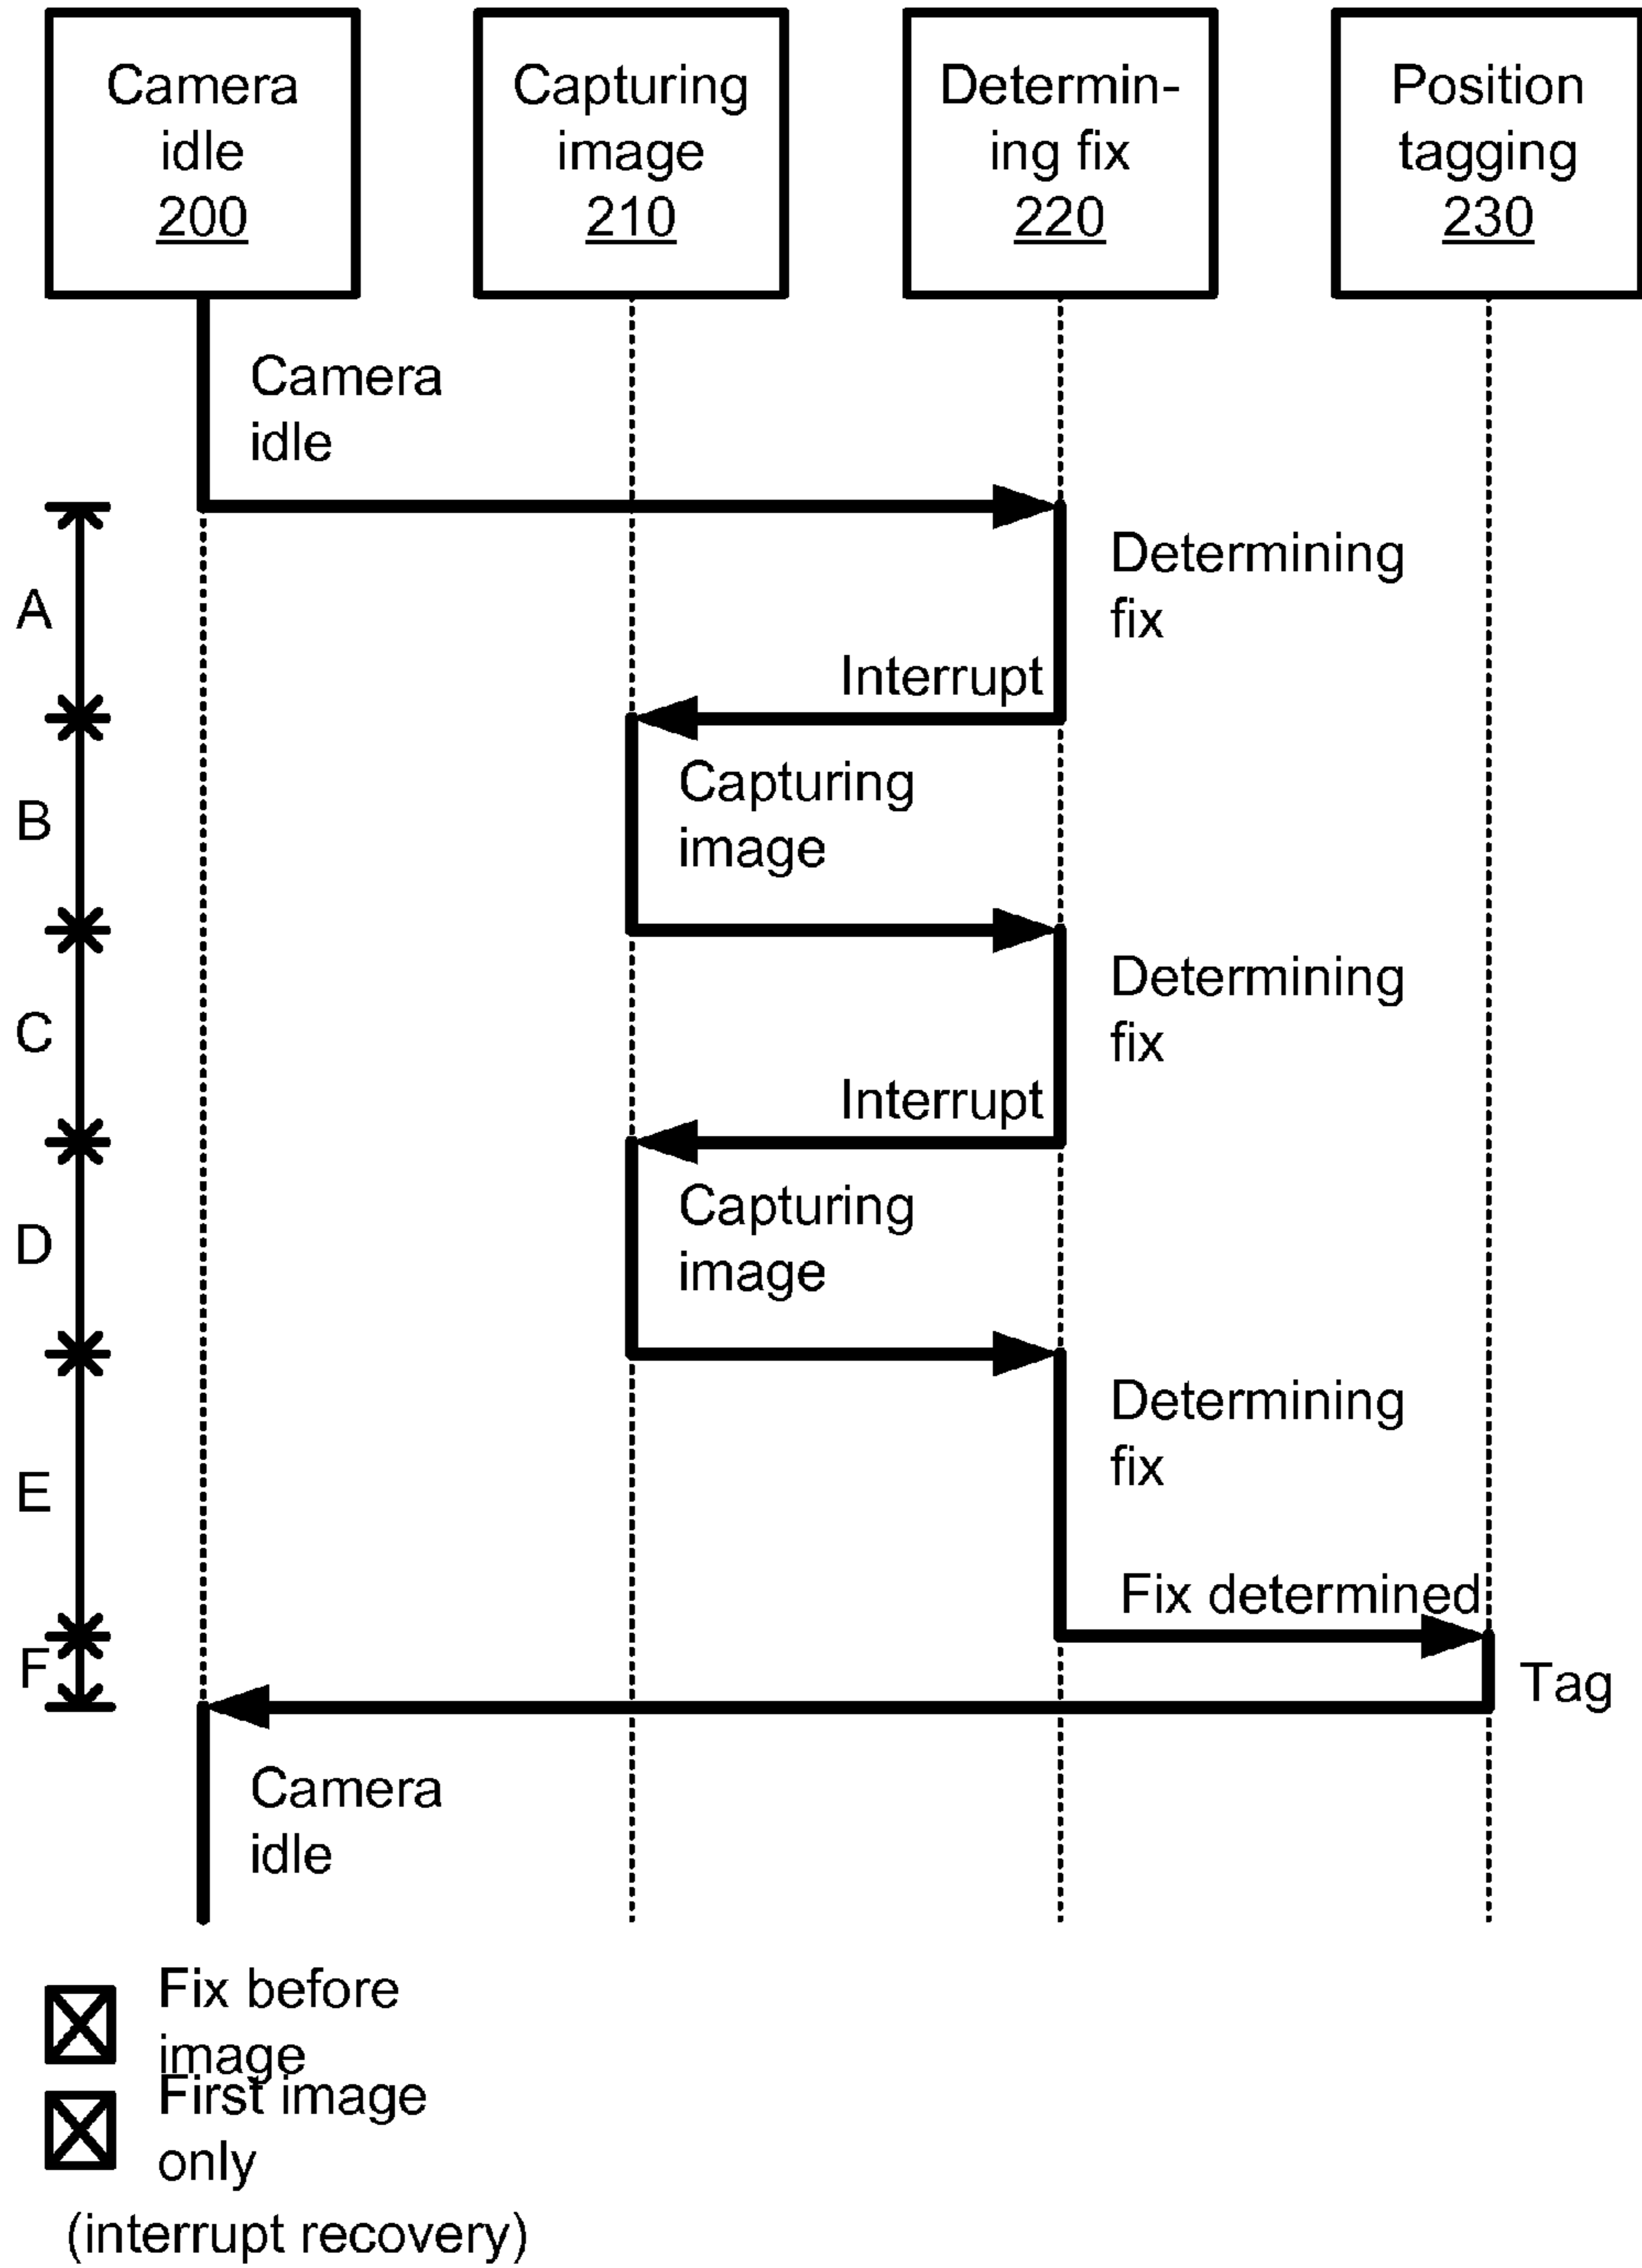 Camera
idle
200
Capturing
image
210
Determin-
ing fix
220
Position
tagging
230
Camera
idle
A
Determining
fix
Interrupt
B
Capturing
image
C
Determining
fix
Interrupt
D
Capturing
image
E
Determining
fix
Fix determined
F
Tag
Camera
idle
Fix before
image
First image
only
(interrupt recovery)